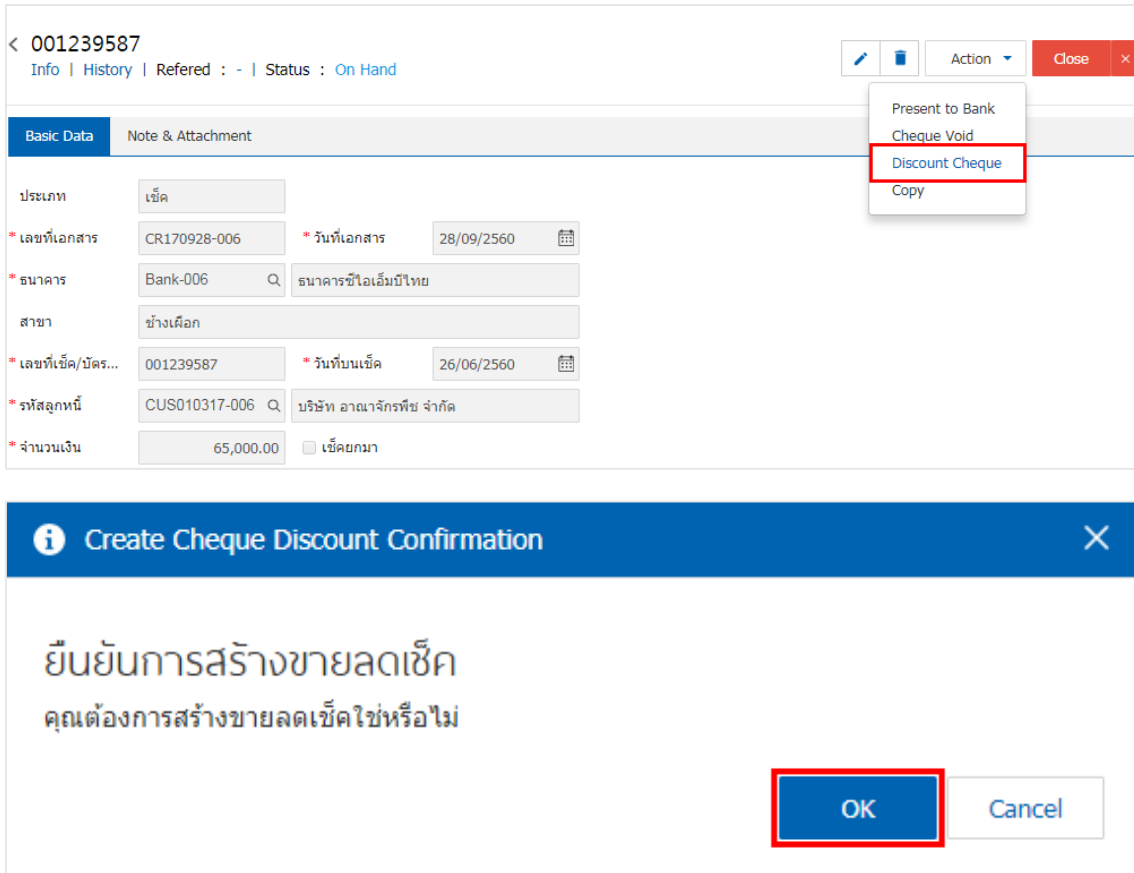 < 001239587
Info | History | Refered : - | Status : On Hand
Action
Close ×
Present to Bank
Cheque Void
Discount Cheque
Copy
Basic Data Note & Attachment
ประเภท เช็ค
* เลขที่เอกสาร CR170928-006 * วันที่เอกสาร 28/09/2560
* ธนาคาร Bank-006 ธนาคารซีไอเอ็มบีไทย
สาขา ช้างเผือก
* เลขที่เช็ค/บัตร... 001239587 * วันที่บนเช็ค 26/06/2560
* รหัสลูกหนี้ CUS010317-006 บริษัท อาณาจักรพืช จำกัด
* จำนวนเงิน 65,000.00 เช็คยกมา
i Create Cheque Discount Confirmation ×
ยืนยันการสร้างขายลดเช็ค
คุณต้องการสร้างขายลดเช็คใช่หรือไม่
OK Cancel